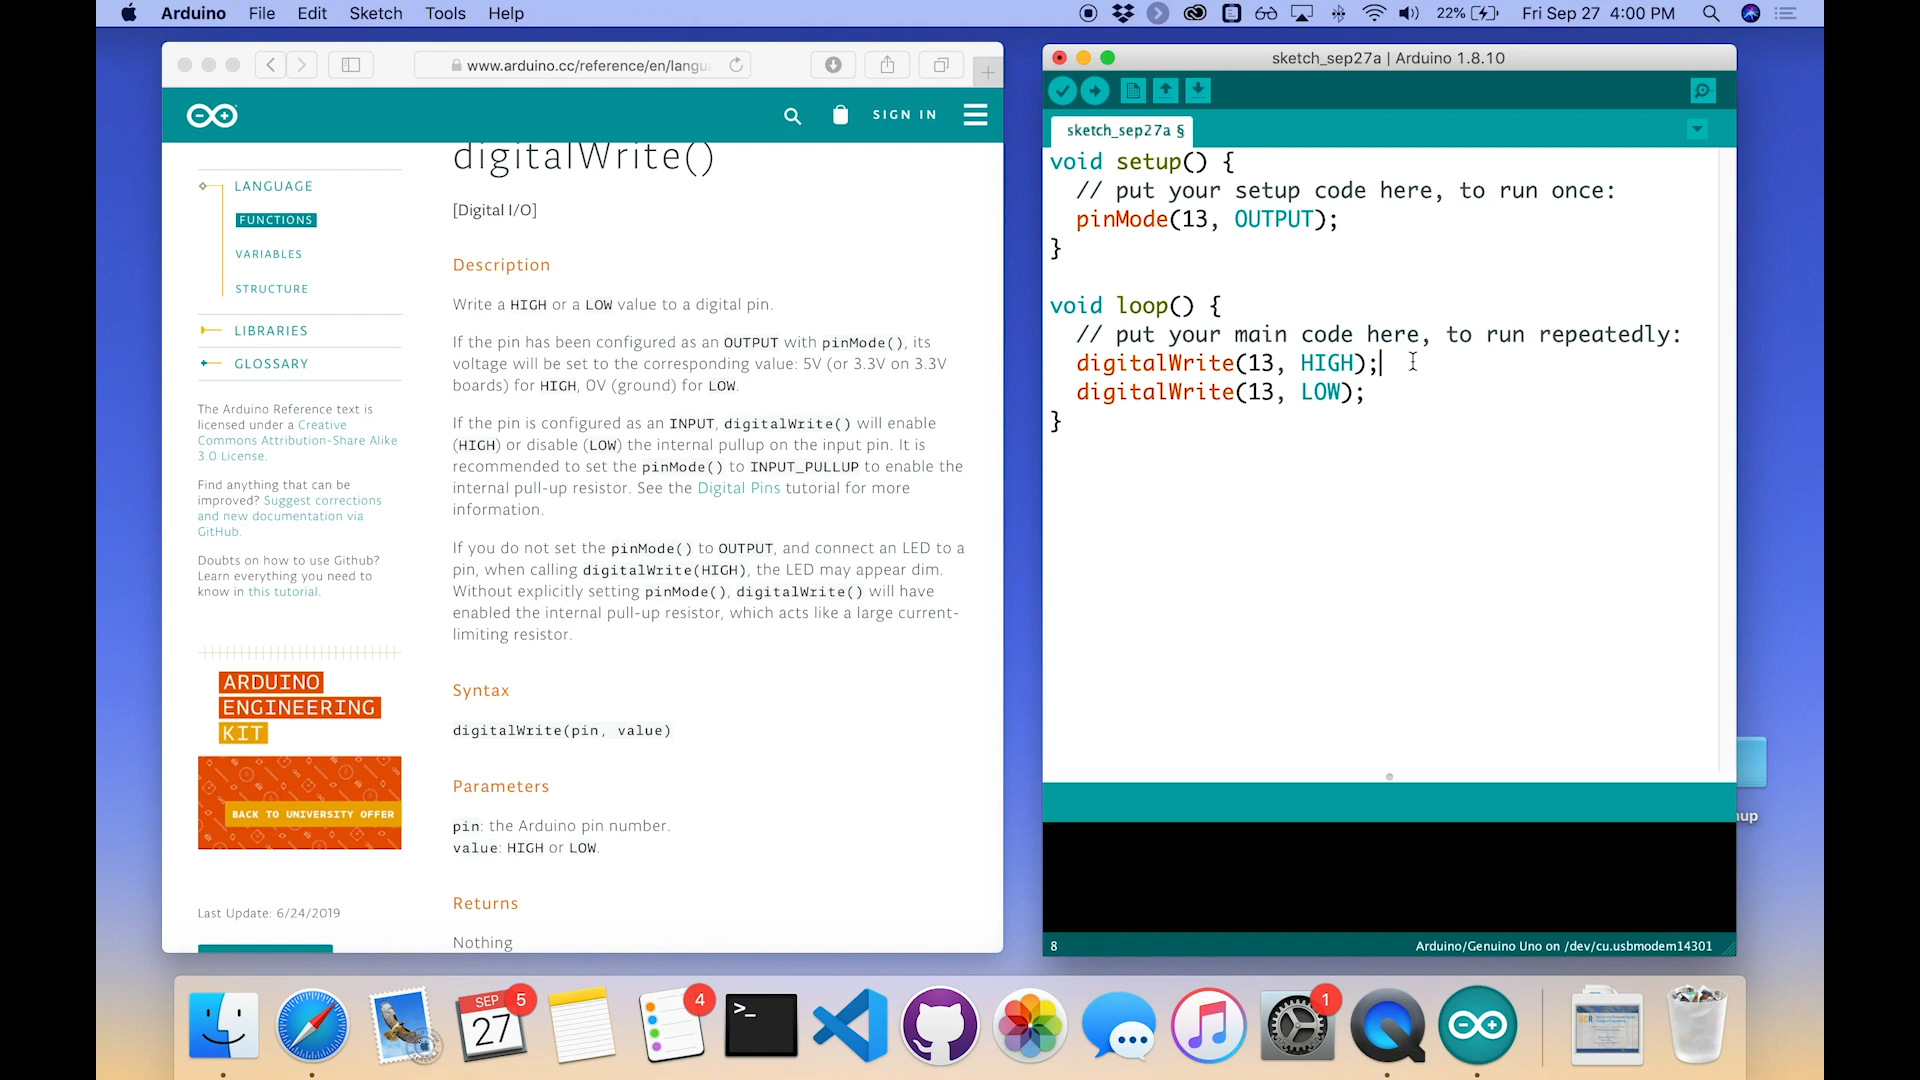 Arduino File Edit Sketch Tools Help 22% Fri Sep 27 4:00 PM
www.arduino.cc/reference/en/langu
SIGN IN
digitalWrite()
[Digital I/O]
Description
Write a HIGH or a LOW value to a digital pin.
If the pin has been configured as an OUTPUT with pinMode(), its
voltage will be set to the corresponding value: 5V (or 3.3V on 3.3V
boards) for HIGH, 0V (ground) for LOW.
If the pin is configured as an INPUT, digitalWrite() will enable
(HIGH) or disable (LOW) the internal pullup on the input pin. It is
recommended to set the pinMode() to INPUT_PULLUP to enable the
internal pull-up resistor. See the Digital Pins tutorial for more
information.
If you do not set the pinMode() to OUTPUT, and connect an LED to a
pin, when calling digitalWrite(HIGH), the LED may appear dim.
Without explicitly setting pinMode(), digitalWrite() will have
enabled the internal pull-up resistor, which acts like a large current-
limiting resistor.
Syntax
digitalWrite(pin, value)
Parameters
pin: the Arduino pin number.
value: HIGH or LOW.
Returns
Nothing
LANGUAGE
FUNCTIONS
VARIABLES
STRUCTURE
LIBRARIES
GLOSSARY
The Arduino Reference text is
licensed under a Creative
Commons Attribution-Share Alike
3.0 License.
Find anything that can be
improved? Suggest corrections
and new documentation via
GitHub.
Doubts on how to use Github?
Learn everything you need to
know in this tutorial.
ARDUINO
ENGINEERING
KIT
BACK TO UNIVERSITY OFFER
Last Update: 6/24/2019
sketch_sep27a | Arduino 1.8.10
sketch_sep27a §
void setup() {
// put your setup code here, to run once:
pinMode(13, OUTPUT);
}
void loop() {
// put your main code here, to run repeatedly:
digitalWrite(13, HIGH);
digitalWrite(13, LOW);
}
8
Arduino/Genuino Uno on /dev/cu.usbmodem14301
up
SEP
27
5
4
1